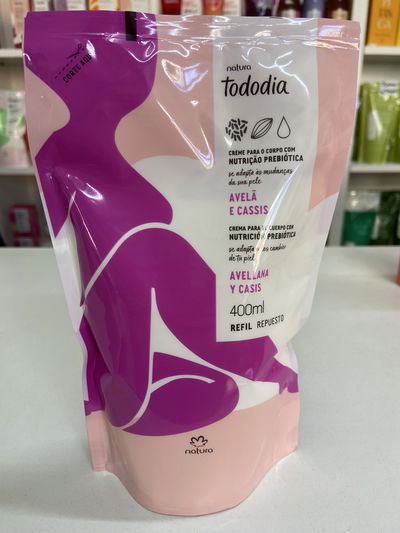 CORTE AQUI
natura
tododia
CREME PARA O CORPO COM
NUTRIÇÃO PREBIÓTICA
se adapta às mudanças
da sua pele
AVELÃ
E CASSIS
CREMA PARA EL CUERPO CON
NUTRICIÓN PREBIÓTICA
se adapta a los cambios
de tu piel
AVELLANA
Y CASIS
400ml
REFIL REPUESTO
natura